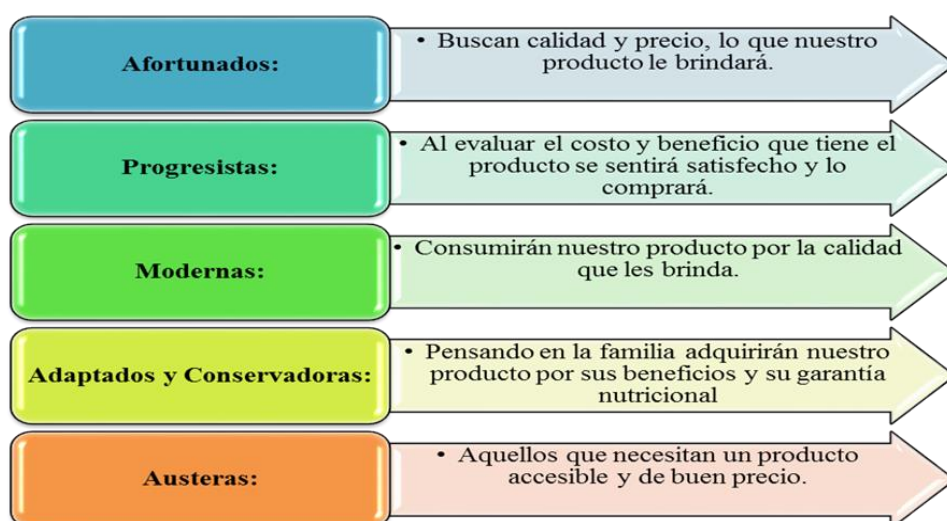 Afortunados:
• Buscan calidad y precio, lo que nuestro
producto le brindará.
Progresistas:
• Al evaluar el costo y beneficio que tiene el
producto se sentirá satisfecho y lo
comprará.
Modernas:
• Consumirán nuestro producto por la calidad
que les brinda.
Adaptados y Conservadoras:
• Pensando en la familia adquirirán nuestro
producto por sus beneficios y su garantía
nutricional
Austeras:
• Aquellos que necesitan un producto
accesible y de buen precio.